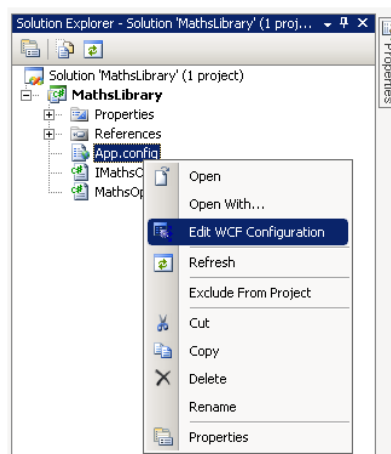 Solution Explorer - Solution 'MathsLibrary' (1 proj...
Properties
Solution 'MathsLibrary' (1 project)
MathsLibrary
Properties
References
App.config
IMathsO
MathsOp
Open
Open With...
Edit WCF Configuration
Refresh
Exclude From Project
Cut
Copy
Delete
Rename
Properties